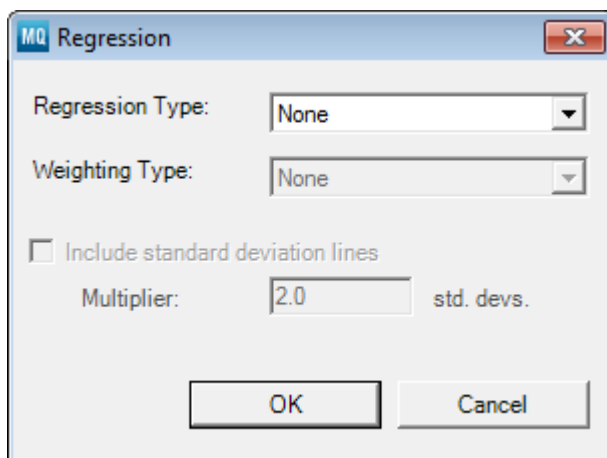 MQ Regression
Regression Type: None
Weighting Type: None
Include standard deviation lines
Multiplier: 2.0 std. devs.
OK Cancel